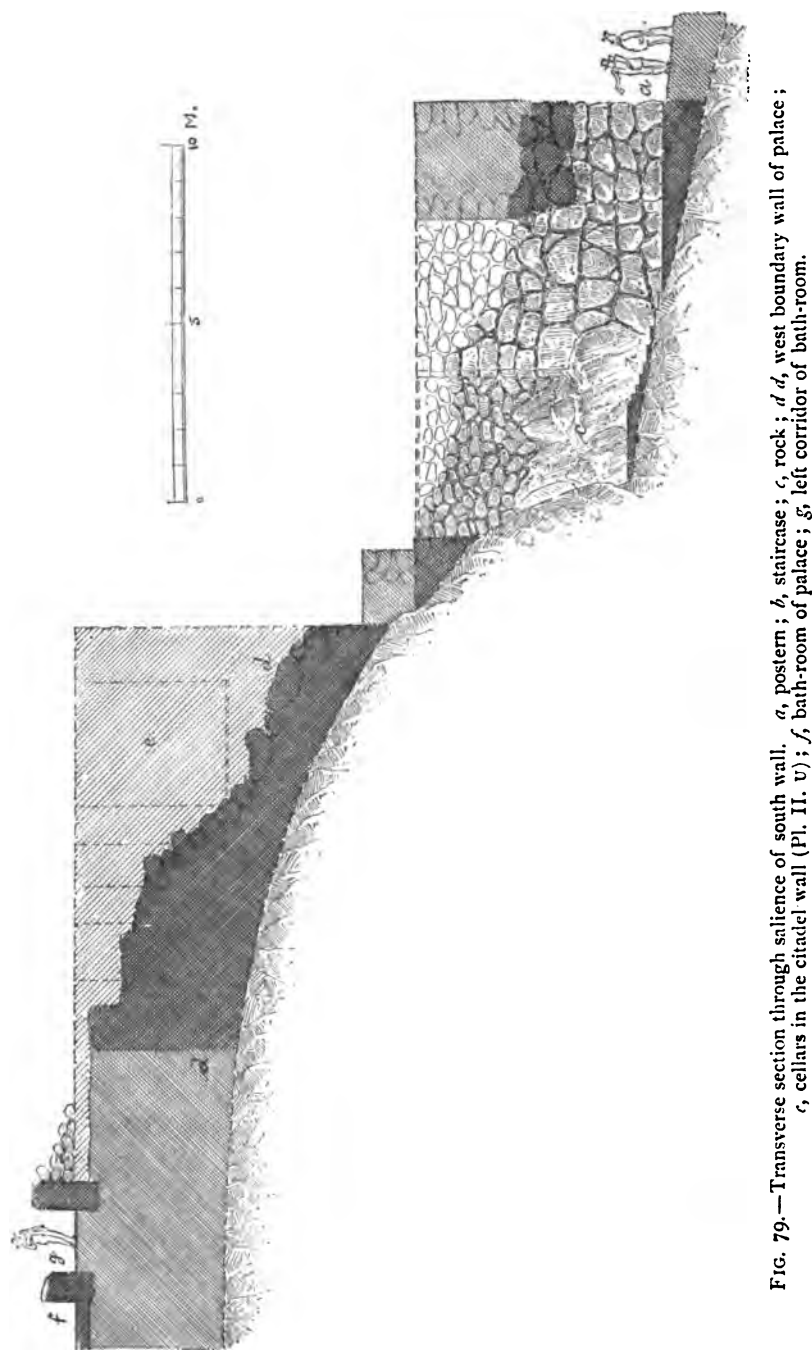 f
g
d
e
d
a
0 5 10 M.
FIG. 79.—Transverse section through salience of south wall. a, postern; b, staircase; c, rock; d d, west boundary wall of palace;
e, cellars in the citadel wall (Pl. II. U); f, bath-room of palace; g, left corridor of bath-room.